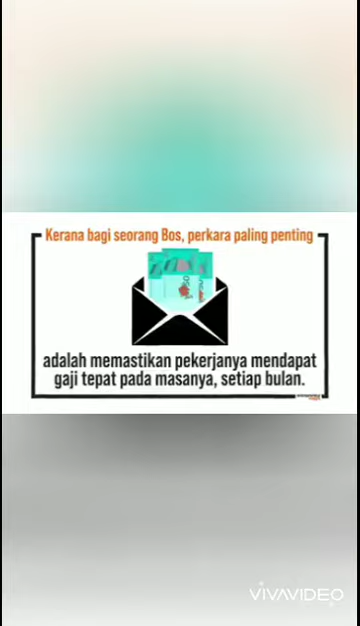 Kerana bagi seorang Bos, perkara paling penting
adalah memastikan pekerjanya mendapat
gaji tepat pada masanya, setiap bulan.
VIVAVIDEO